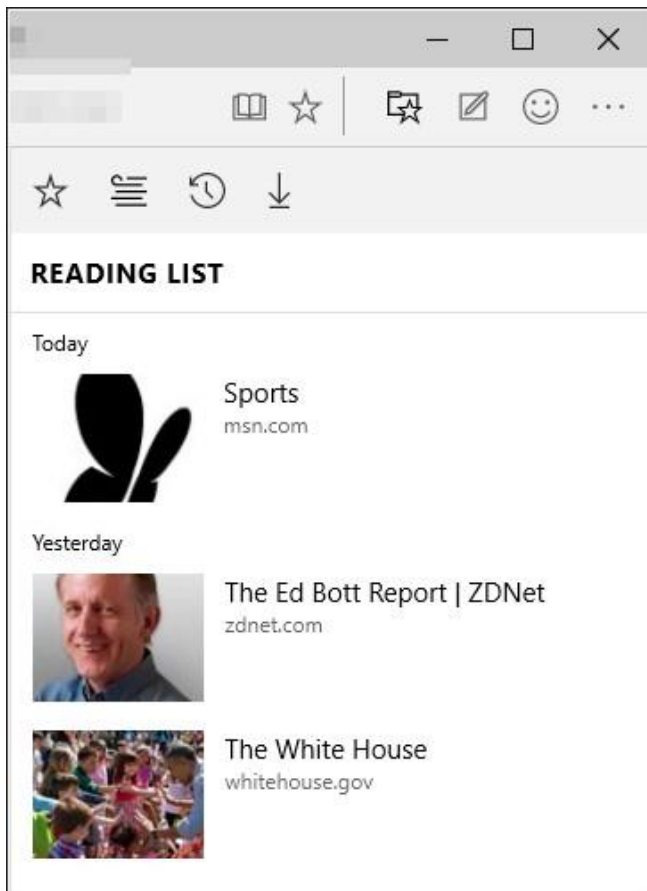 READING LIST
Today
Sports
msn.com
Yesterday
The Ed Bott Report | ZDNet
zdnet.com
The White House
whitehouse.gov